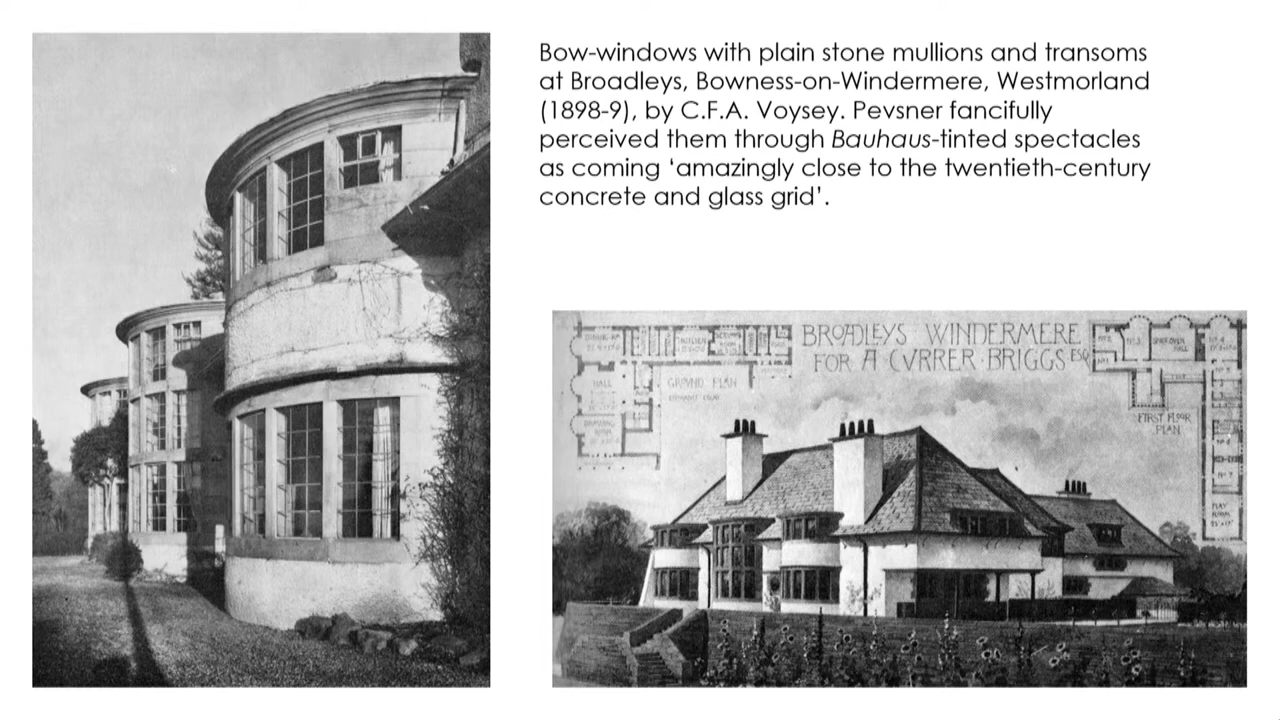 Bow-windows with plain stone mullions and transoms
at Broadleys, Bowness-on-Windermere, Westmorland
(1898-9), by C.F.A. Voysey. Pevsner fancifully
perceived them through Bauhaus-tinted spectacles
as coming ‘amazingly close to the twentieth-century
concrete and glass grid’.
BROADLEYS WINDERMERE
FOR A CVRRER BRIGGS ESQ
HALL
GROUND PLAN
FIRST FLOOR
PLAN
PLAY
ROOM